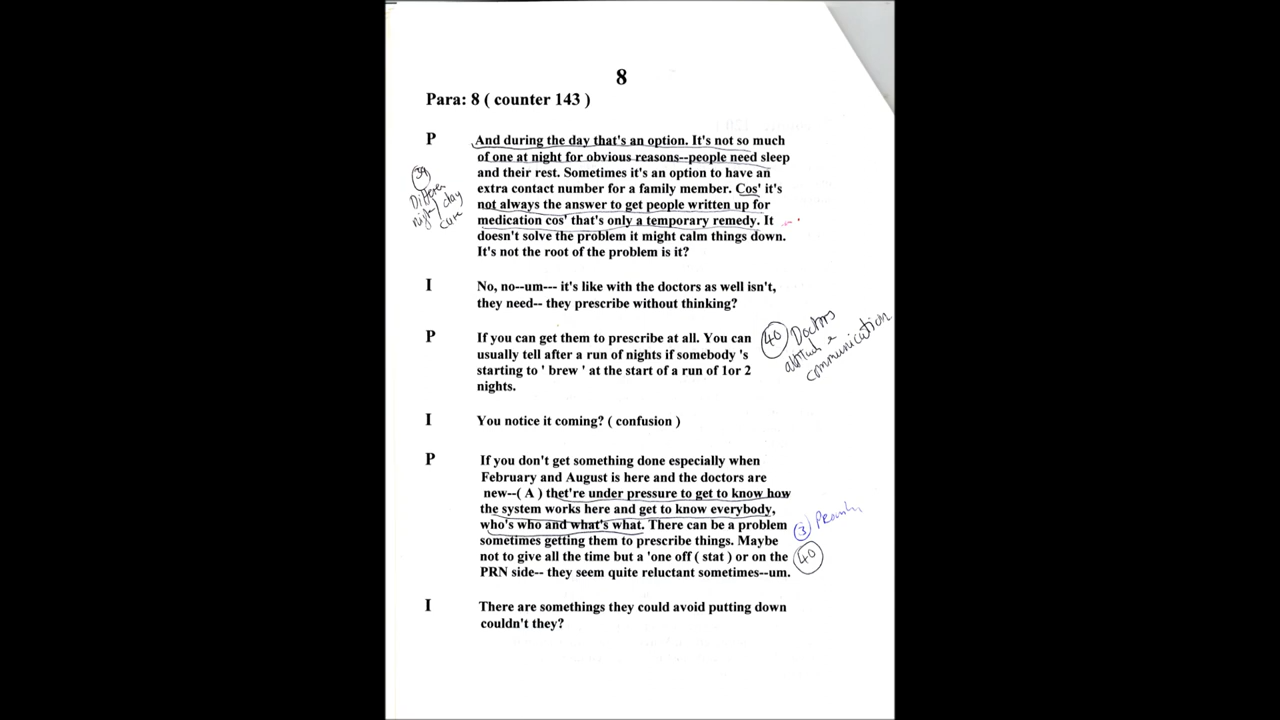 8
Para: 8 ( counter 143 )
P And during the day that's an option. It's not so much
of one at night for obvious reasons--people need sleep
and their rest. Sometimes it's an option to have an
extra contact number for a family member. Cos' it's
not always the answer to get people written up for
medication cos' that's only a temporary remedy. It
doesn't solve the problem it might calm things down.
It's not the root of the problem is it?
39
Differen
night/day
care
I No, no--um--- it's like with the doctors as well isn't,
they need-- they prescribe without thinking?
P If you can get them to prescribe at all. You can
usually tell after a run of nights if somebody 's
starting to ' brew ' at the start of a run of 1or 2
nights.
40 Doctors
communication
I You notice it coming? ( confusion )
P If you don't get something done especially when
February and August is here and the doctors are
new--( A ) thet're under pressure to get to know how
the system works here and get to know everybody,
who's who and what's what. There can be a problem
sometimes getting them to prescribe things. Maybe
not to give all the time but a 'one off ( stat ) or on the
PRN side-- they seem quite reluctant sometimes--um.
3
40
I There are somethings they could avoid putting down
couldn't they?